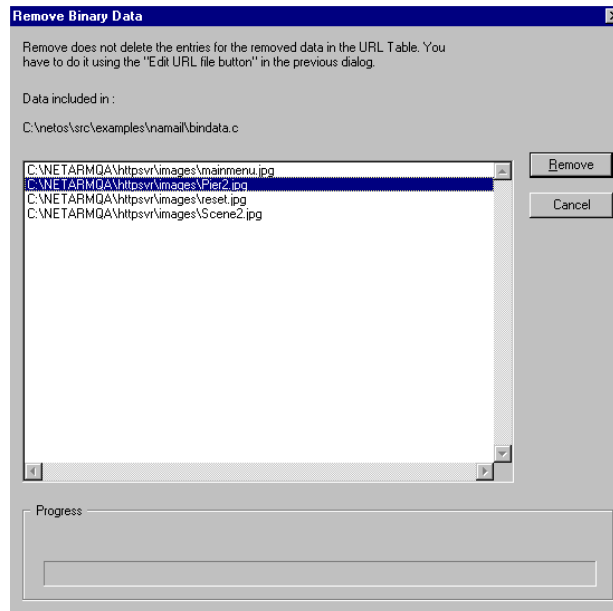 Remove Binary Data
Remove does not delete the entries for the removed data in the URL Table. You
have to do it using the "Edit URL file button" in the previous dialog.
Data included in :
C:\netos\src\examples\namail\bindata.c
C:\NETARMQA\httpsvr\images\mainmenu.jpg
C:\NETARMQA\httpsvr\images\Pier2.jpg
C:\NETARMQA\httpsvr\images\reset.jpg
C:\NETARMQA\httpsvr\images\Scene2.jpg
Remove
Cancel
Progress